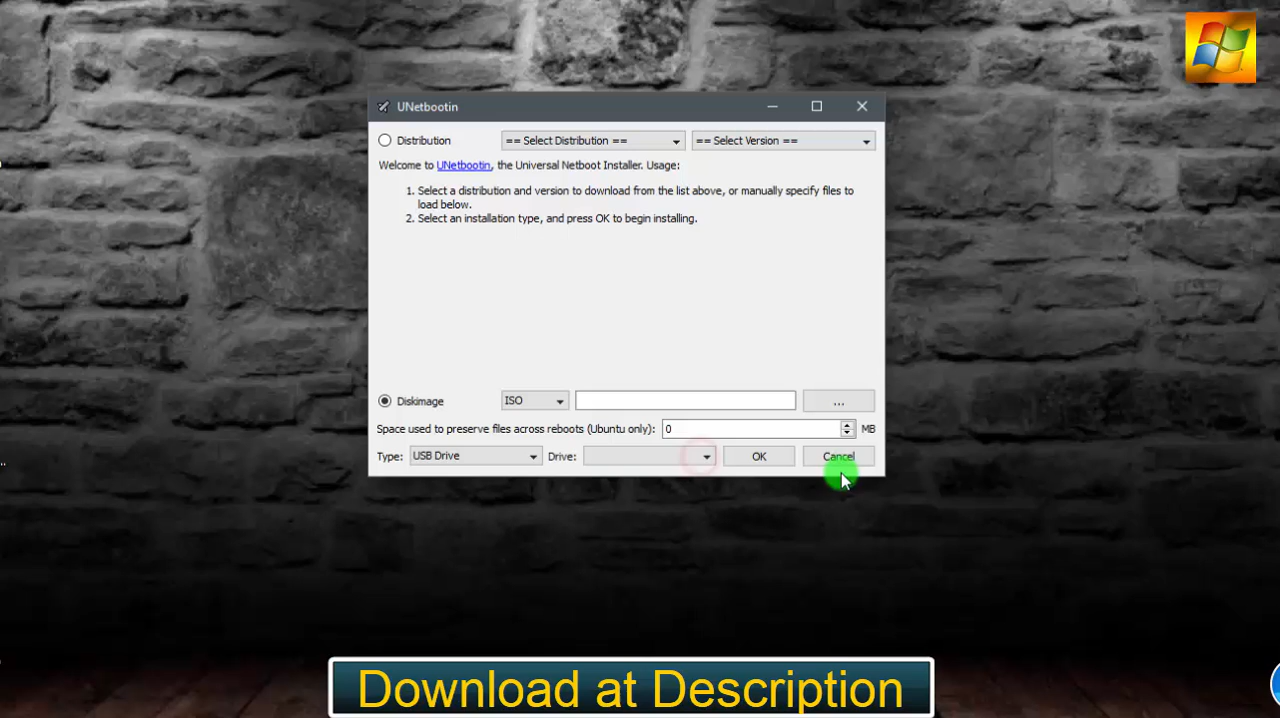 UNetbootin
Distribution
== Select Distribution ==
== Select Version ==
Welcome to UNetbootin, the Universal Netboot Installer. Usage:
1. Select a distribution and version to download from the list above, or manually specify files to
load below.
2. Select an installation type, and press OK to begin installing.
Diskimage
ISO
...
Space used to preserve files across reboots (Ubuntu only):
0
MB
Type:
USB Drive
Drive:
OK
Cancel
...
Download at Description